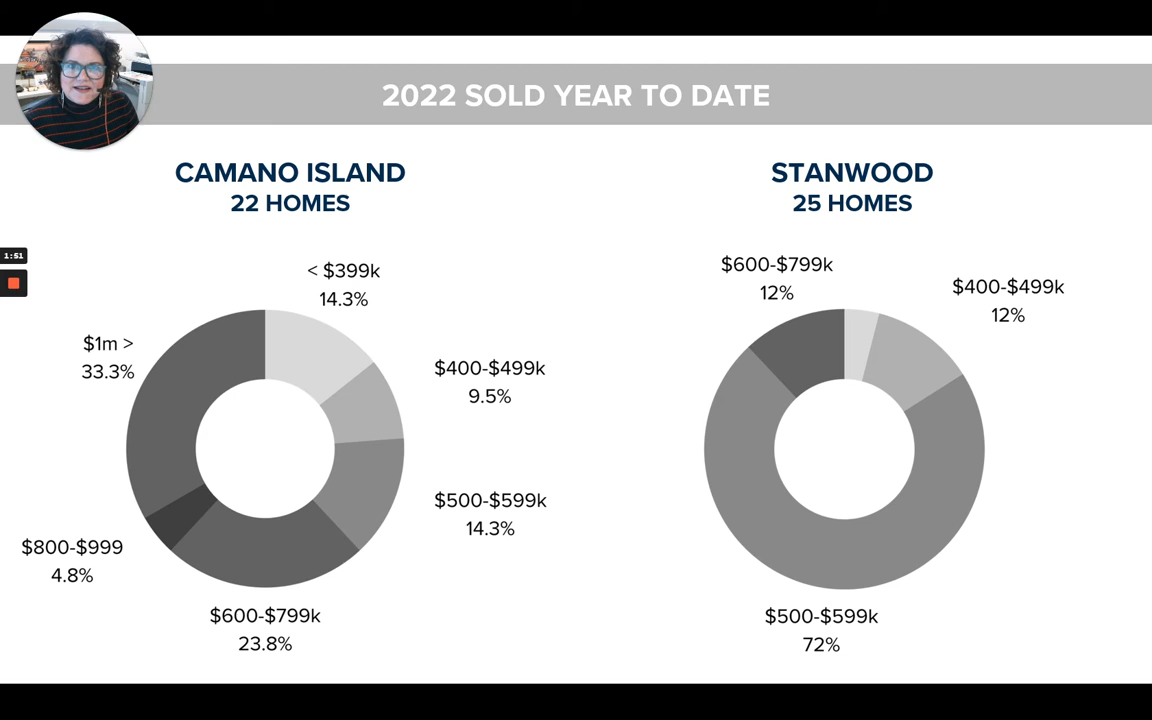 2022 SOLD YEAR TO DATE
CAMANO ISLAND
22 HOMES
STANWOOD
25 HOMES
1:51
< $399k
14.3%
$400-$499k
9.5%
$500-$599k
14.3%
$600-$799k
23.8%
$800-$999
4.8%
$1m >
33.3%
$600-$799k
12%
$400-$499k
12%
$500-$599k
72%